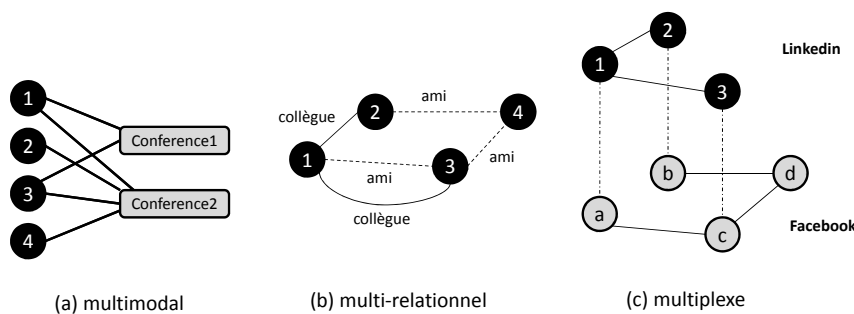 1
2
3
4
Conference1
Conference2
(a) multimodal
collègue
2
ami
4
1
ami
3
ami
collègue
(b) multi-relationnel
2
Linkedin
1
3
b
d
a
c
Facebook
(c) multiplexe